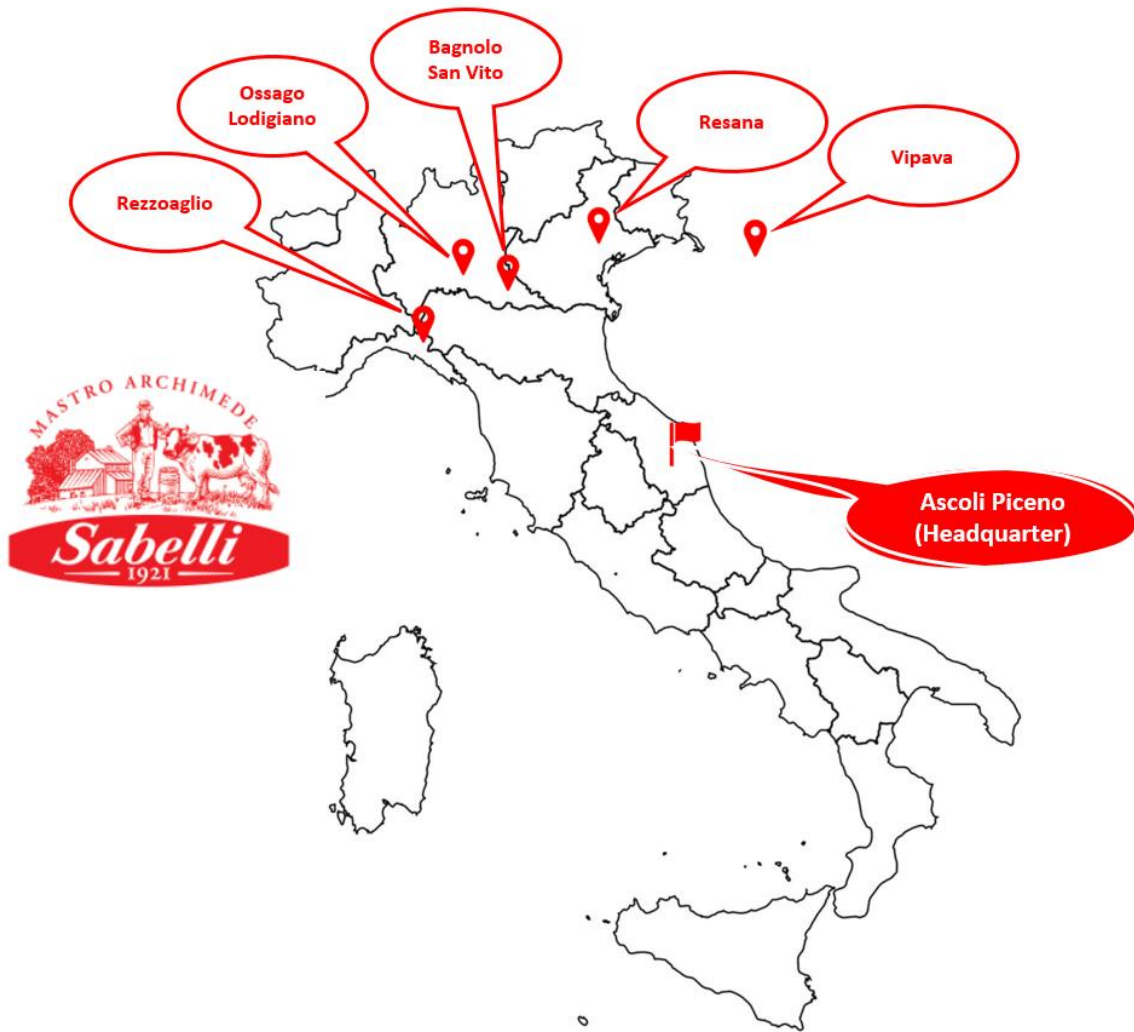 Bagnolo
San Vito
Ossago
Lodigiano
Resana
Vipava
Rezzoaglio
MASTRO ARCHIMEDE
Sabelli
1921
Ascoli Piceno
(Headquarter)